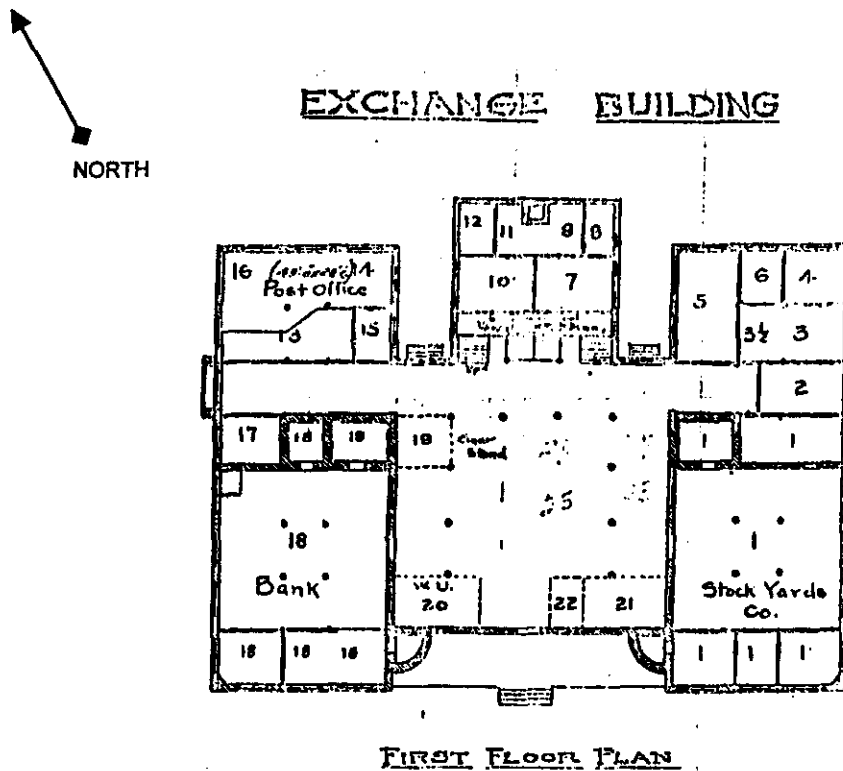 NORTH
EXCHANGE BUILDING
12 11 9 8
10 7
16 14
Post Office
13 15
5 6 4
3½ 3
2
17 18 18 19 Cigar Stand 1 1
18
Bank
1
Stock Yards Co.
W.U.
20 22 21
18 18 18 1 1 1
FIRST FLOOR PLAN